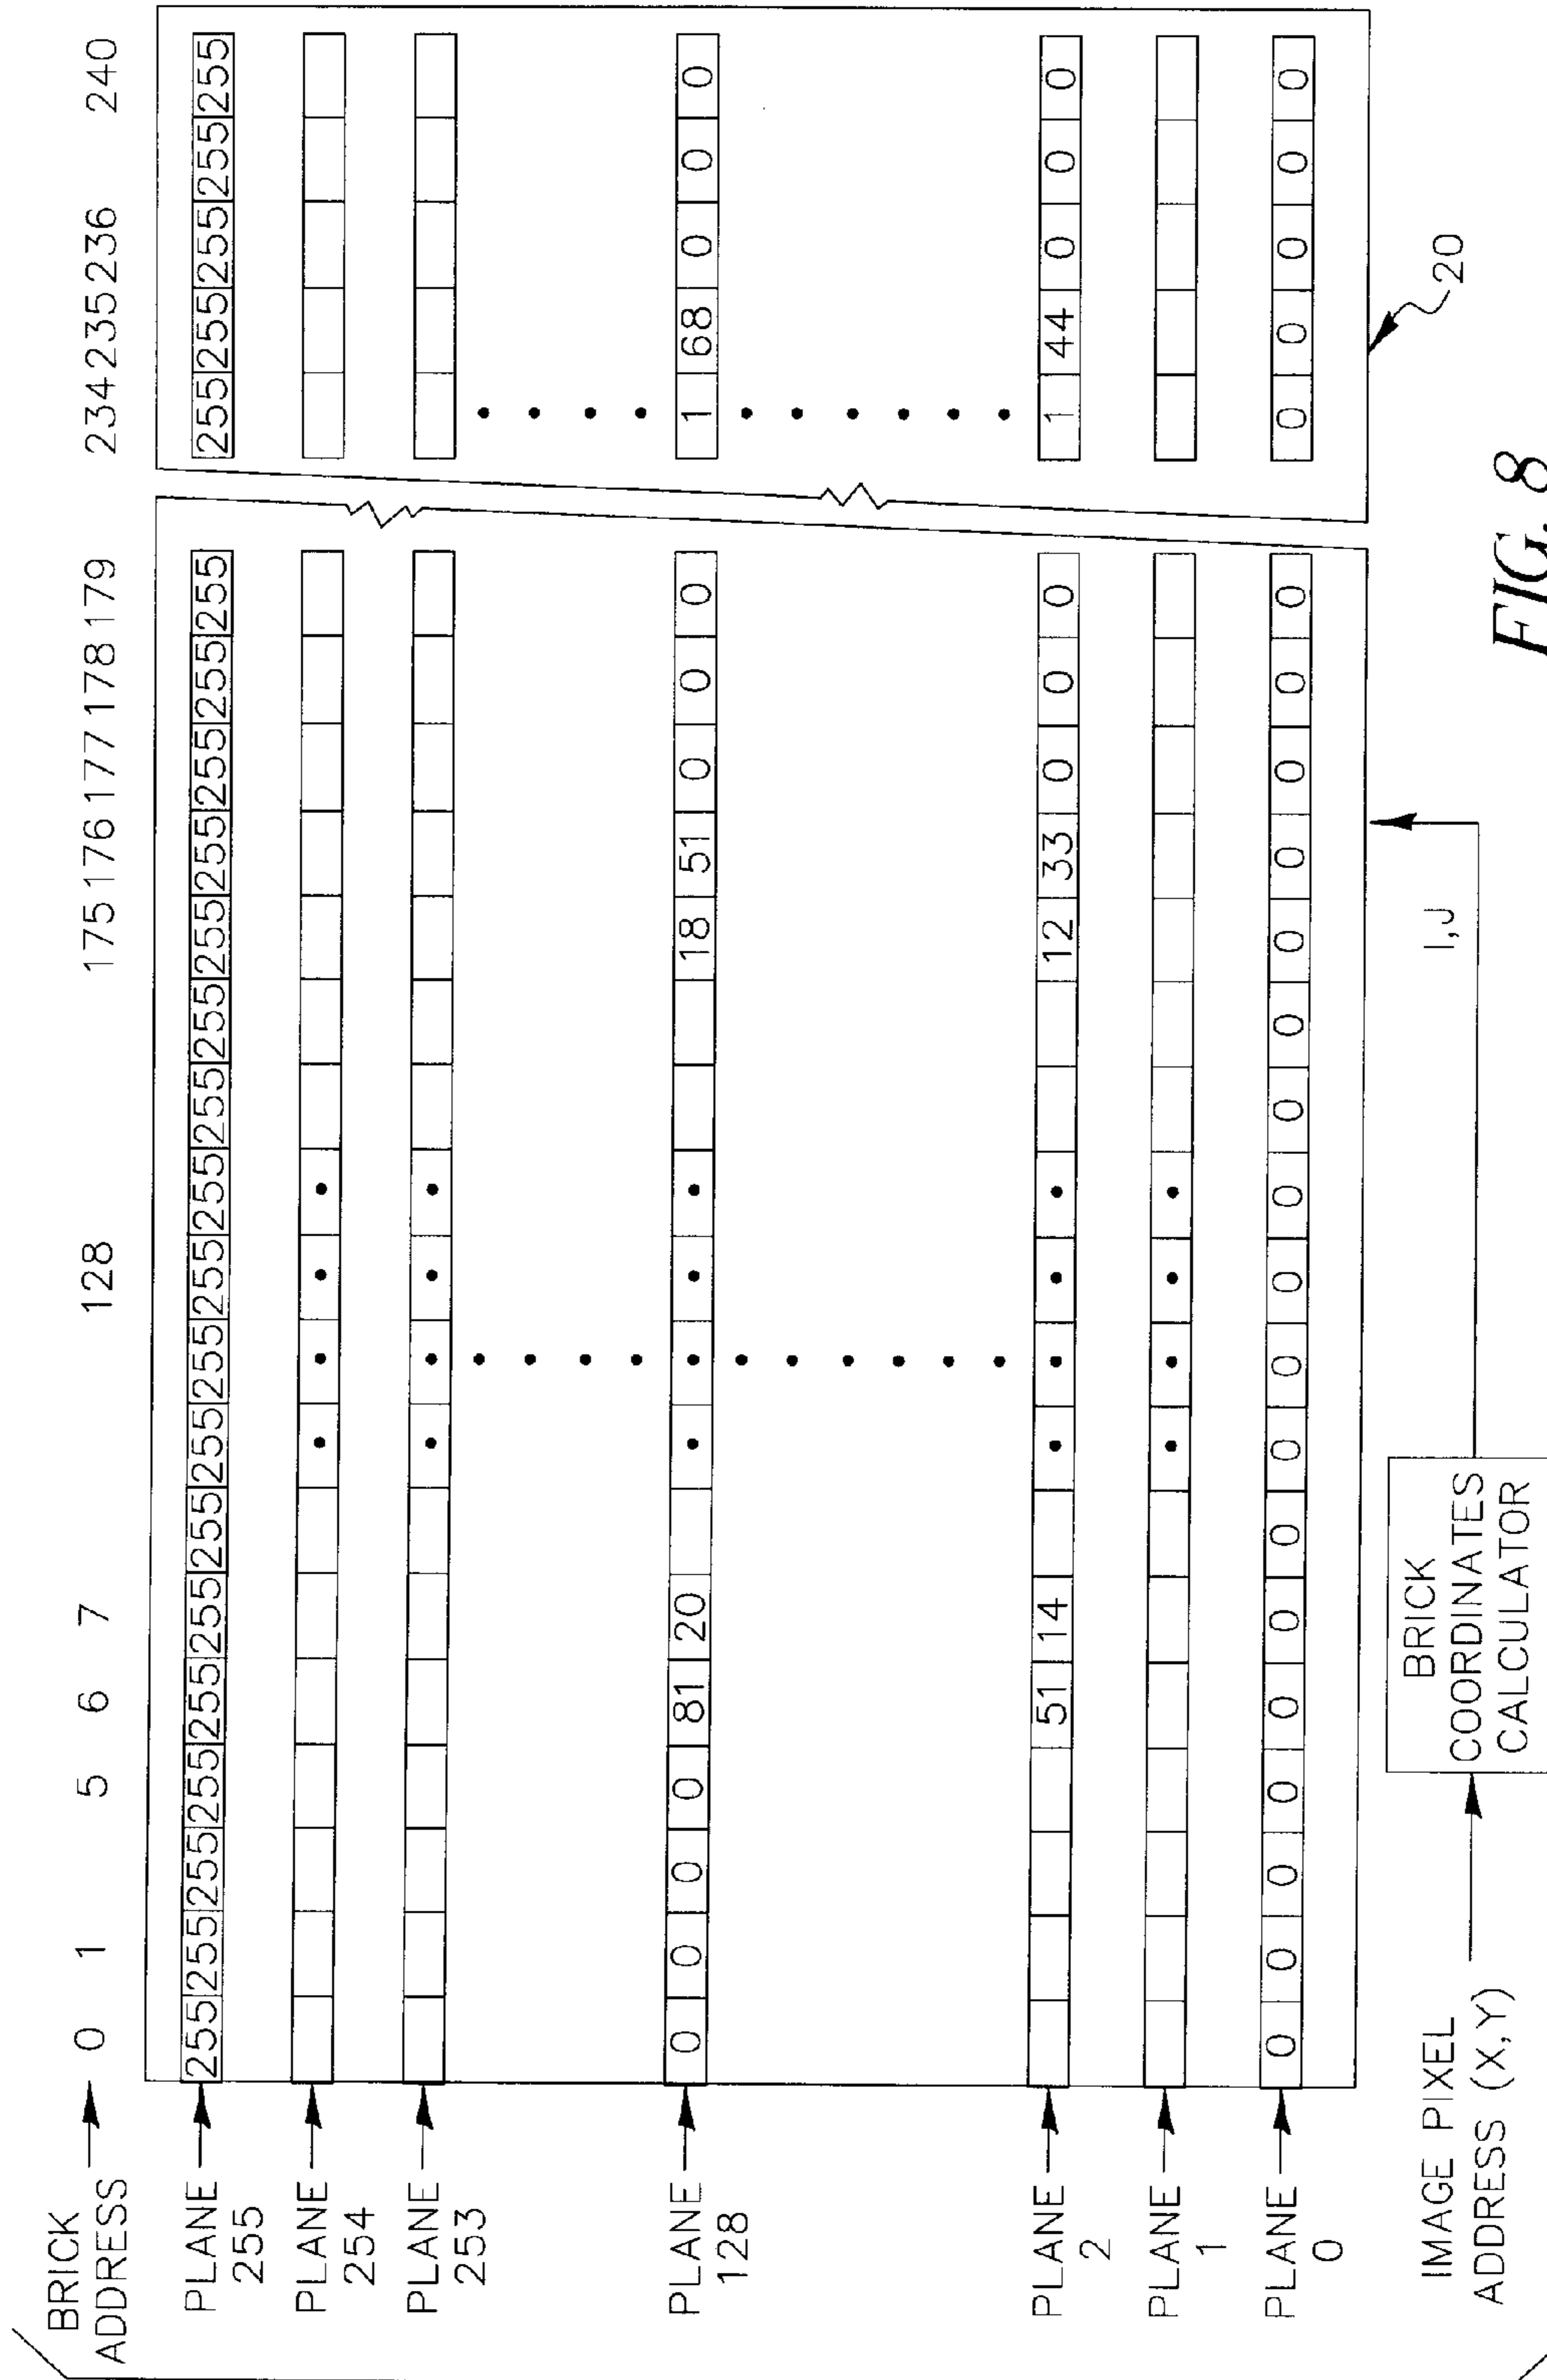 BRICK
ADDRESS 0 1 5 6 7 128 175 176 177 178 179 234 235 236 240
PLANE 255 255 255 255 255 255 255 255 255 255 255 255 255 255 255 255 255 255 255 255 255 255 255
255
PLANE
254
PLANE
253
PLANE 0 0 0 0 81 20 18 51 0 0 0 1 68 0 0 0
128
PLANE 51 14 12 33 0 0 0 1 44 0 0 0
2
PLANE
1
PLANE 0 0 0 0 0 0 0 0 0 0 0 0 0 0 0 0 0 0 0 0 0 0 0
0
IMAGE PIXEL
ADDRESS (X,Y)
BRICK
COORDINATES
CALCULATOR
I,J
20
FIG. 8